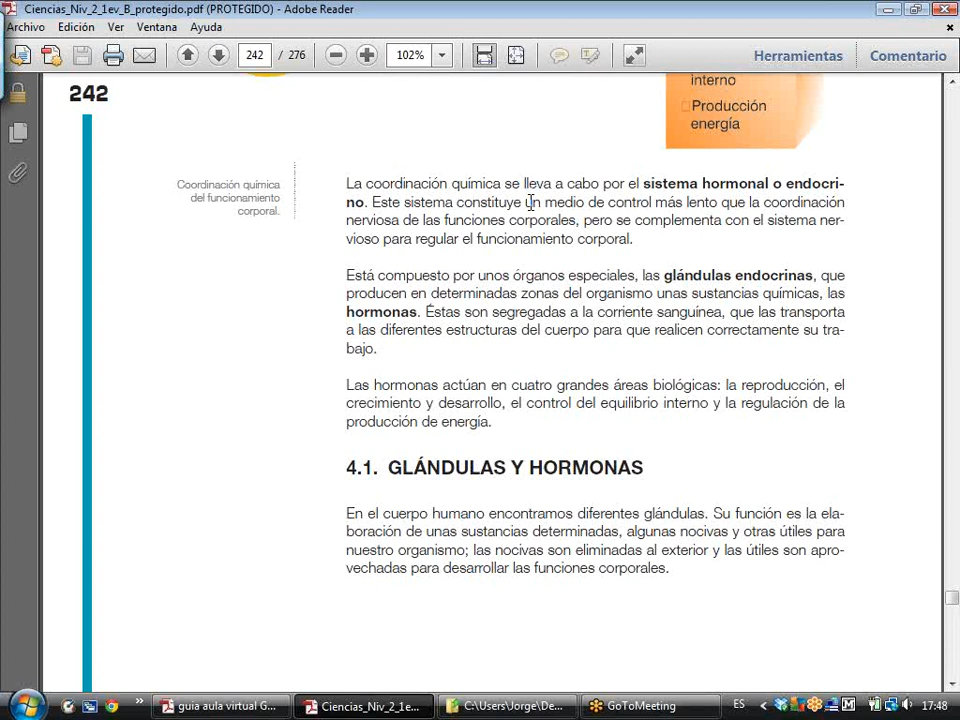 Ciencias_Niv_2_1ev_B_protegido.pdf (PROTEGIDO) - Adobe Reader
Archivo Edición Ver Ventana Ayuda
242 / 276 102% Herramientas Comentario
interno
Producción
energía
242
Coordinación química
del funcionamiento
corporal.
La coordinación química se lleva a cabo por el sistema hormonal o endocri-
no. Este sistema constituye un medio de control más lento que la coordinación
nerviosa de las funciones corporales, pero se complementa con el sistema ner-
vioso para regular el funcionamiento corporal.
Está compuesto por unos órganos especiales, las glándulas endocrinas, que
producen en determinadas zonas del organismo unas sustancias químicas, las
hormonas. Éstas son segregadas a la corriente sanguínea, que las transporta
a las diferentes estructuras del cuerpo para que realicen correctamente su tra-
bajo.
Las hormonas actúan en cuatro grandes áreas biológicas: la reproducción, el
crecimiento y desarrollo, el control del equilibrio interno y la regulación de la
producción de energía.
4.1. GLÁNDULAS Y HORMONAS
En el cuerpo humano encontramos diferentes glándulas. Su función es la ela-
boración de unas sustancias determinadas, algunas nocivas y otras útiles para
nuestro organismo; las nocivas son eliminadas al exterior y las útiles son apro-
vechadas para desarrollar las funciones corporales.
guia aula virtual G... Ciencias_Niv_2_1e... C:\Users\Jorge\De... GoToMeeting ES 17:48